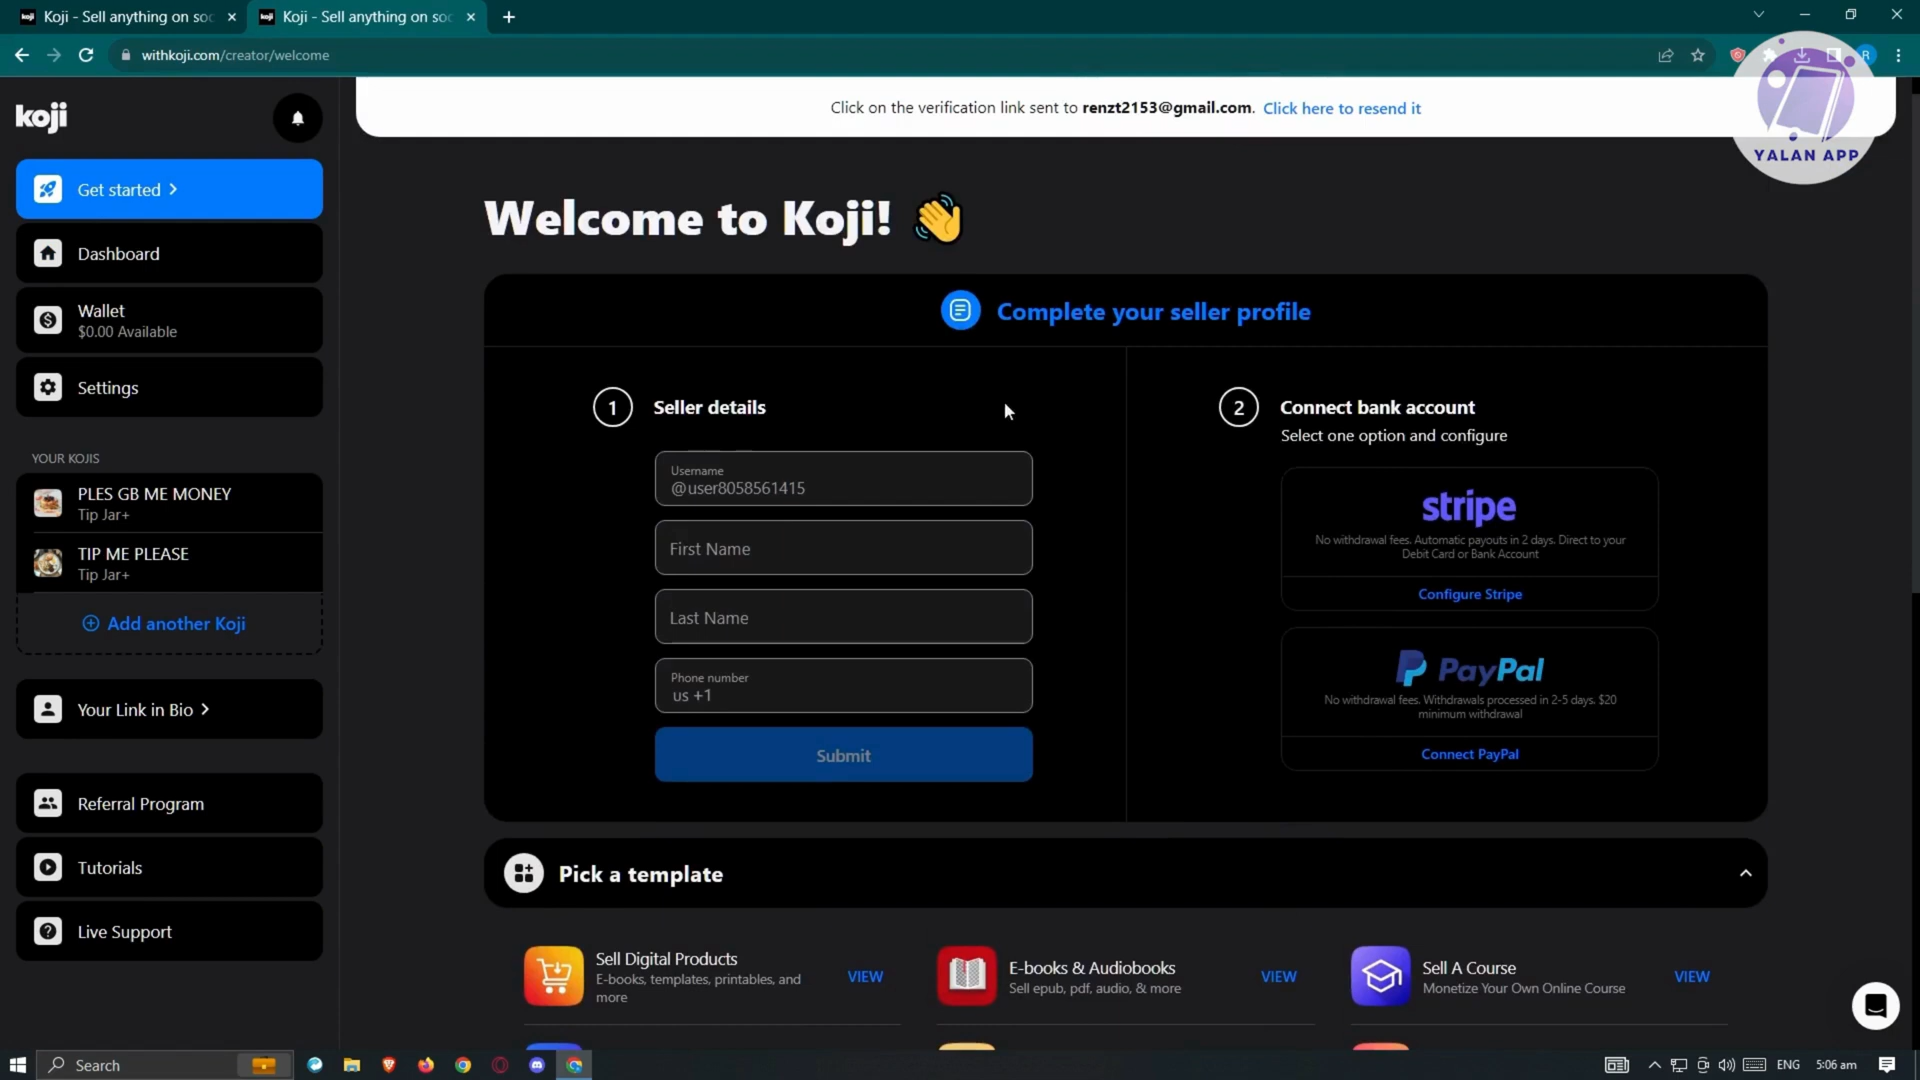 Koji - Sell anything on soc
Koji - Sell anything on soc
withkoji.com/creator/welcome
R
YALAN APP
koji
Click on the verification link sent to renzt2153@gmail.com. Click here to resend it
Get started
Dashboard
Wallet
$0.00 Available
Settings
YOUR KOJIS
PLES GB ME MONEY
Tip Jar+
TIP ME PLEASE
Tip Jar+
Add another Koji
Your Link in Bio
Referral Program
Tutorials
Live Support
Welcome to Koji!
Complete your seller profile
1 Seller details
Username
@user8058561415
First Name
Last Name
Phone number
us +1
Submit
2 Connect bank account
Select one option and configure
stripe
No withdrawal fees. Automatic payouts in 2 days. Direct to your
Debit Card or Bank Account
Configure Stripe
PayPal
No withdrawal fees. Withdrawals processed in 2-5 days. $20
minimum withdrawal
Connect PayPal
Pick a template
Sell Digital Products
E-books, templates, printables, and
more
VIEW
E-books & Audiobooks
Sell epub, pdf, audio, & more
VIEW
Sell A Course
Monetize Your Own Online Course
VIEW
Search
ENG
5:06 am